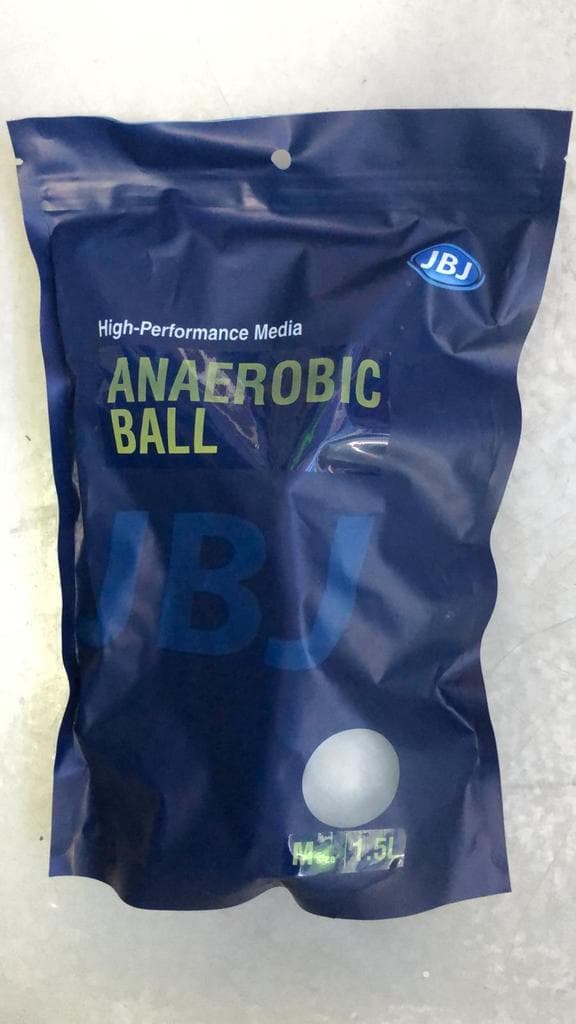 JBJ
High-Performance Media
ANAEROBIC
BALL
JBJ
M 1.5L